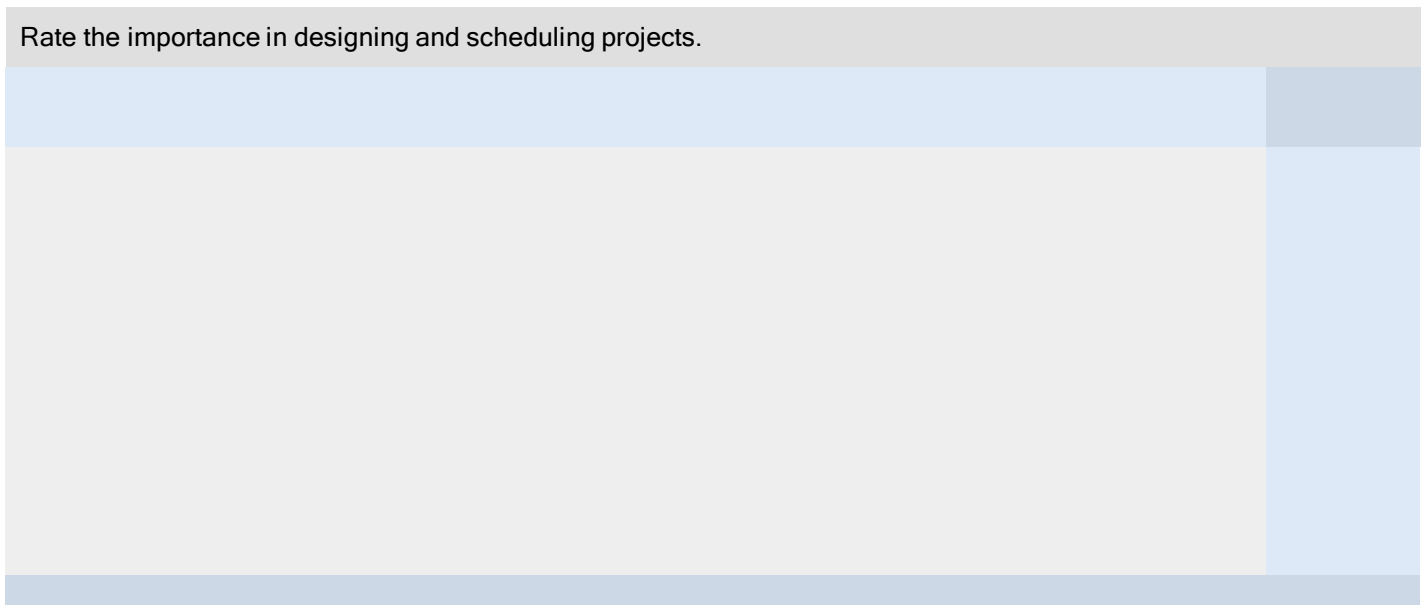 Rate the importance in designing and scheduling projects.